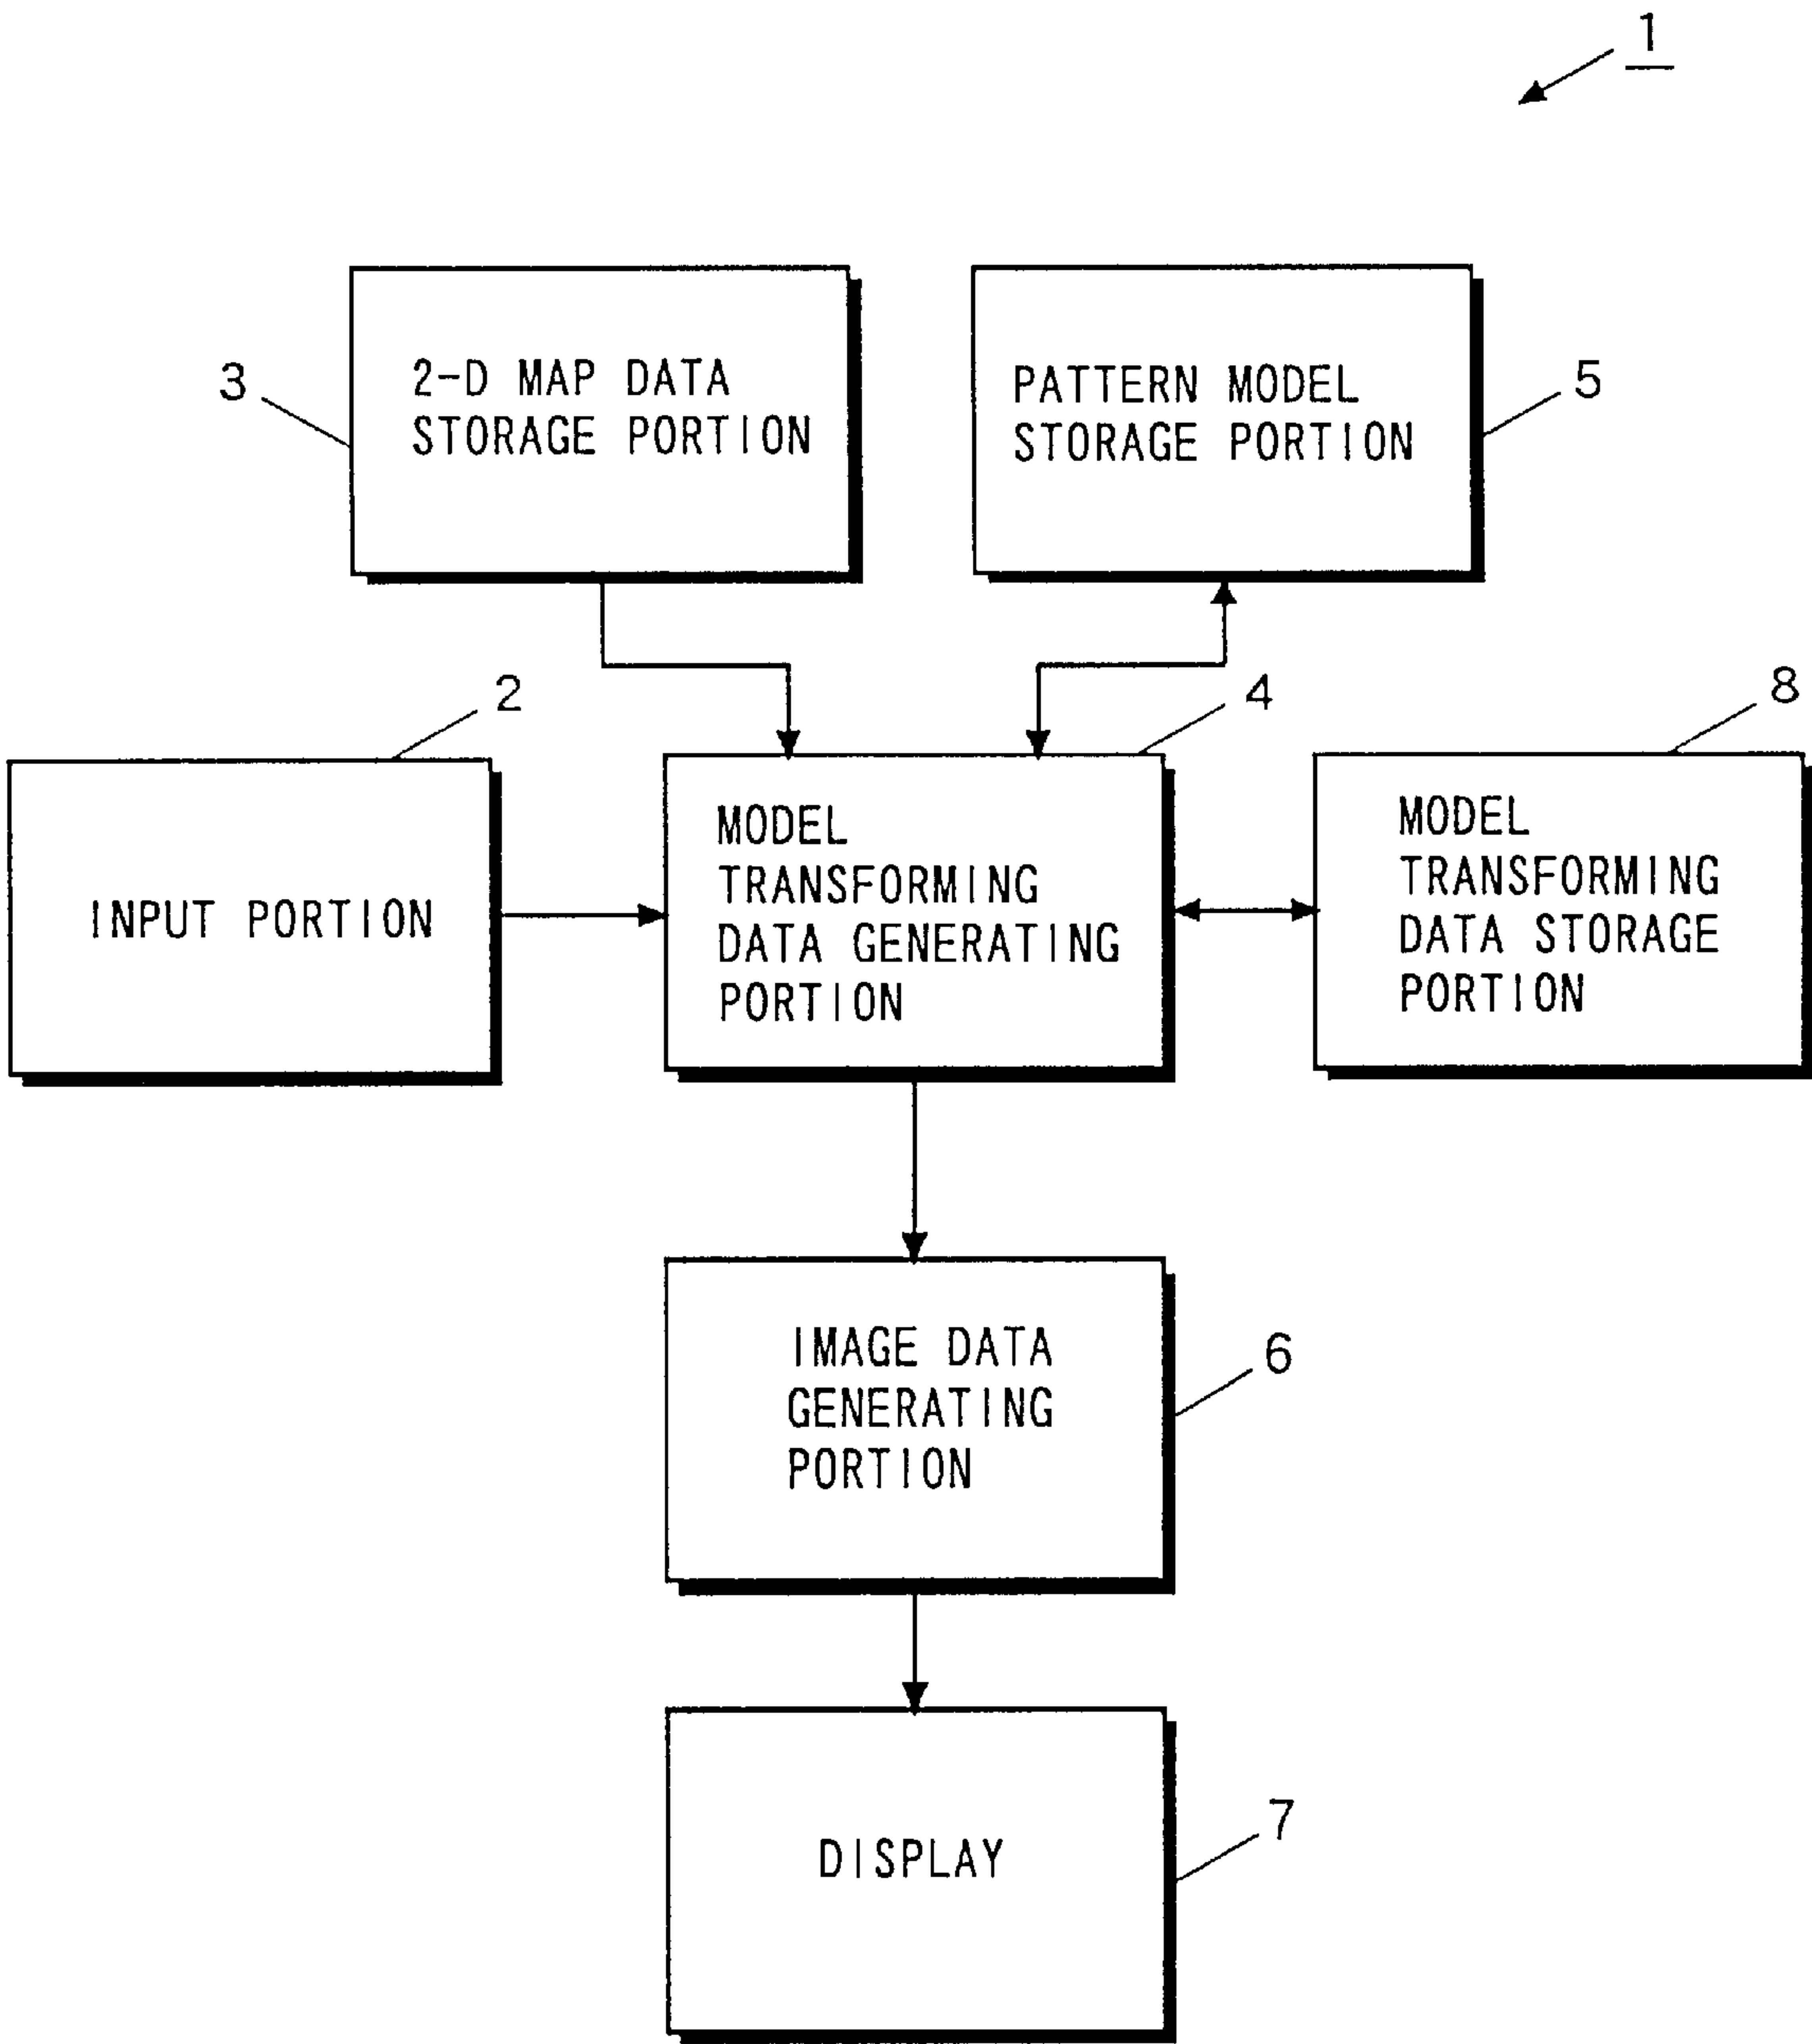 1
3
2-D MAP DATA
STORAGE PORTION
PATTERN MODEL
STORAGE PORTION
5
2
4
8
INPUT PORTION
MODEL
TRANSFORMING
DATA GENERATING
PORTION
MODEL
TRANSFORMING
DATA STORAGE
PORTION
IMAGE DATA
GENERATING
PORTION
6
DISPLAY
7